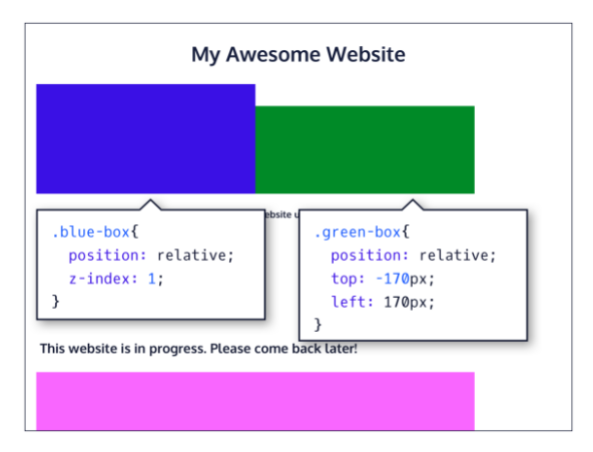 My Awesome Website
ebsite u
.blue-box{
position: relative;
z-index: 1;
}
.green-box{
position: relative;
top: -170px;
left: 170px;
}
This website is in progress. Please come back later!